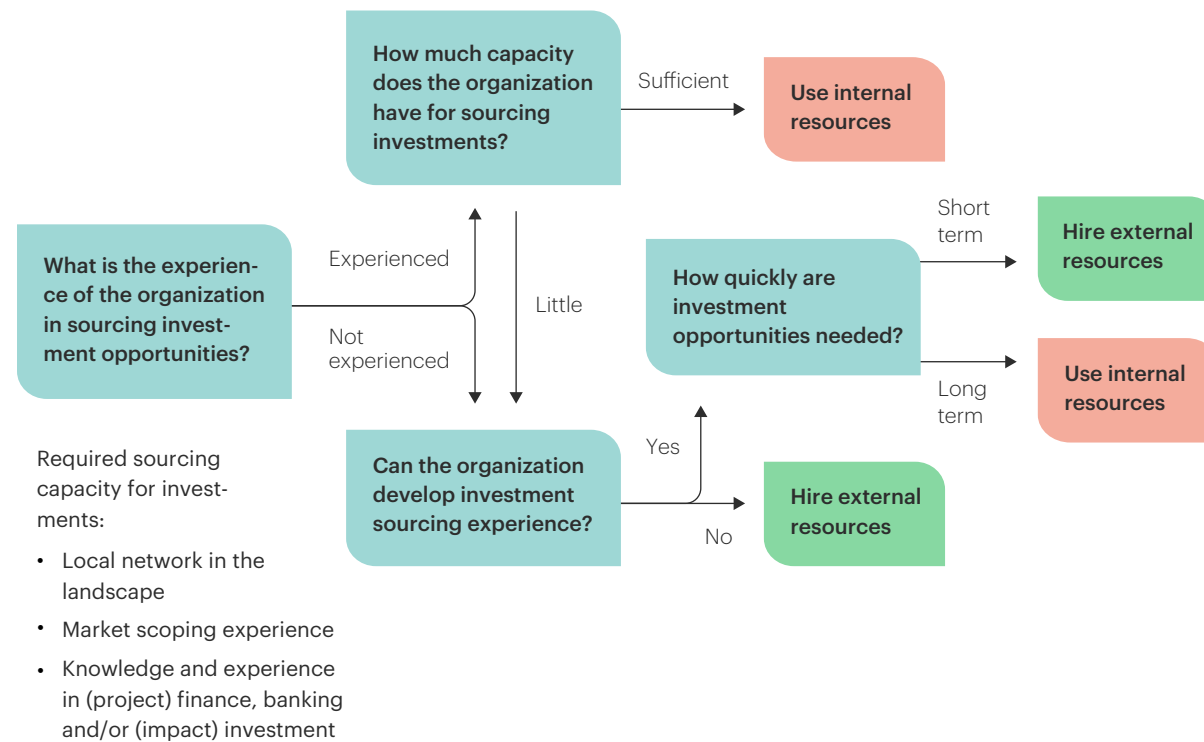 How much capacity
does the organization
have for sourcing
investments?
Sufficient
Use internal
resources
What is the experien-
ce of the organization
in sourcing invest-
ment opportunities?
Experienced
Not
experienced
Little
How quickly are
investment
opportunities needed?
Short
term
Hire external
resources
Long
term
Use internal
resources
Can the organization
develop investment
sourcing experience?
Yes
No
Hire external
resources
Required sourcing
capacity for invest-
ments:
• Local network in the
landscape
• Market scoping experience
• Knowledge and experience
in (project) finance, banking
and/or (impact) investment